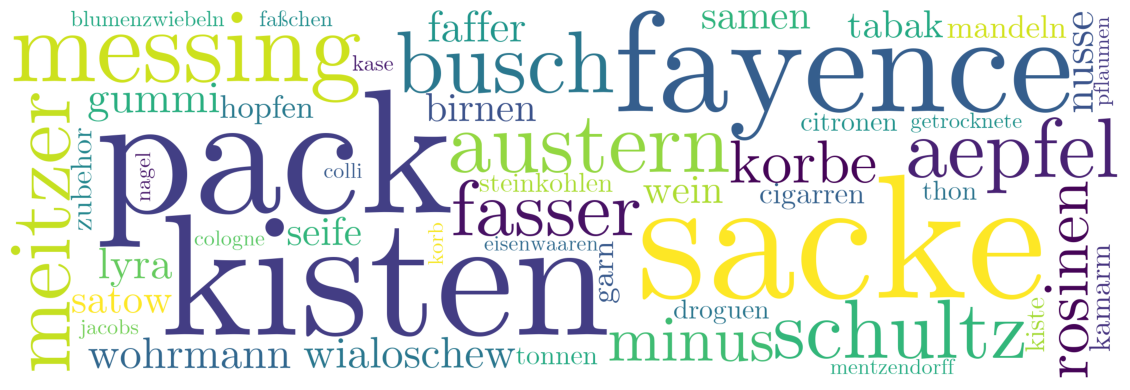 blumenzwiebeln
faßchen
messing
kase
faffer
busch
samen
fayence
tabak
mandeln
nusse
pflaumen
gummi
hopfen
birnen
citronen
getrocknete
meitzer
zubehor
nagel
pack
colli
austern
steinkohlen
korbe
wein
cigarren
aepfel
thon
fasser
sacke
kisten
cologne
seife
korb
eisenwaaren
garn
lyra
satow
jacobs
wohrmann
wialoschew
tonnen
droguen
minus
schultz
mentzendorff
kiste
rosinen
kamarm